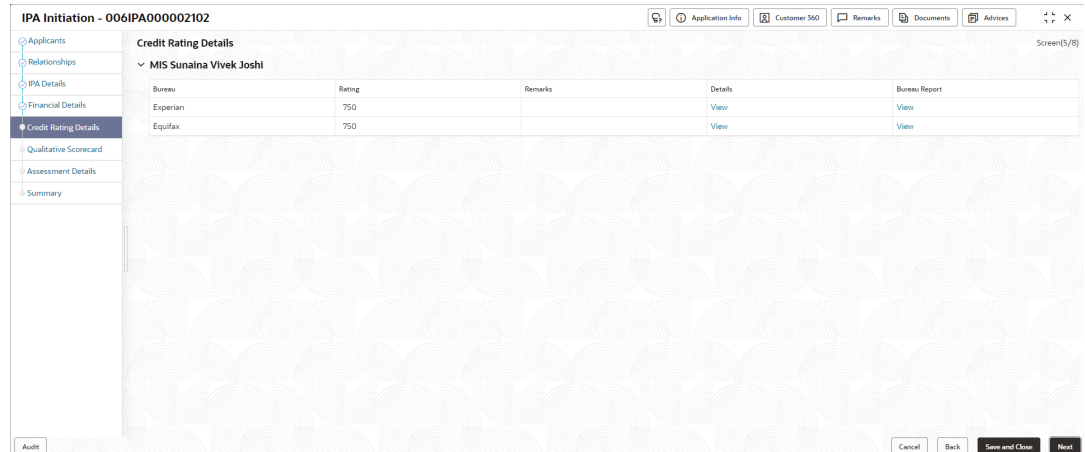 IPA Initiation - 006IPA000002102
Application Info
Customer 360
Remarks
Documents
Advices
Applicants
Relationships
IPA Details
Financial Details
Credit Rating Details
Qualitative Scorecard
Assessment Details
Summary
Credit Rating Details
Screen(5/8)
MIS Sunaina Vivek Joshi
Bureau Rating Remarks Details Bureau Report
Experian 750 View View
Equifax 750 View View
Audit
Cancel Back Save and Close Next